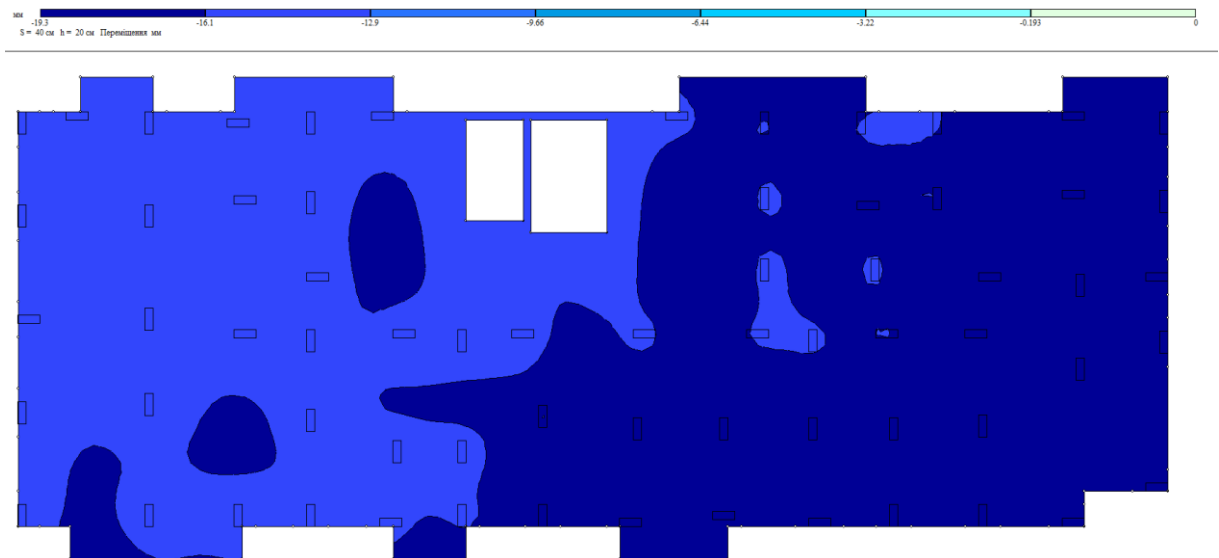 мм
-19.3 -16.1 -12.9 -9.66 -6.44 -3.22 -0.193 0
S = 40 см h = 20 см Переміщення мм